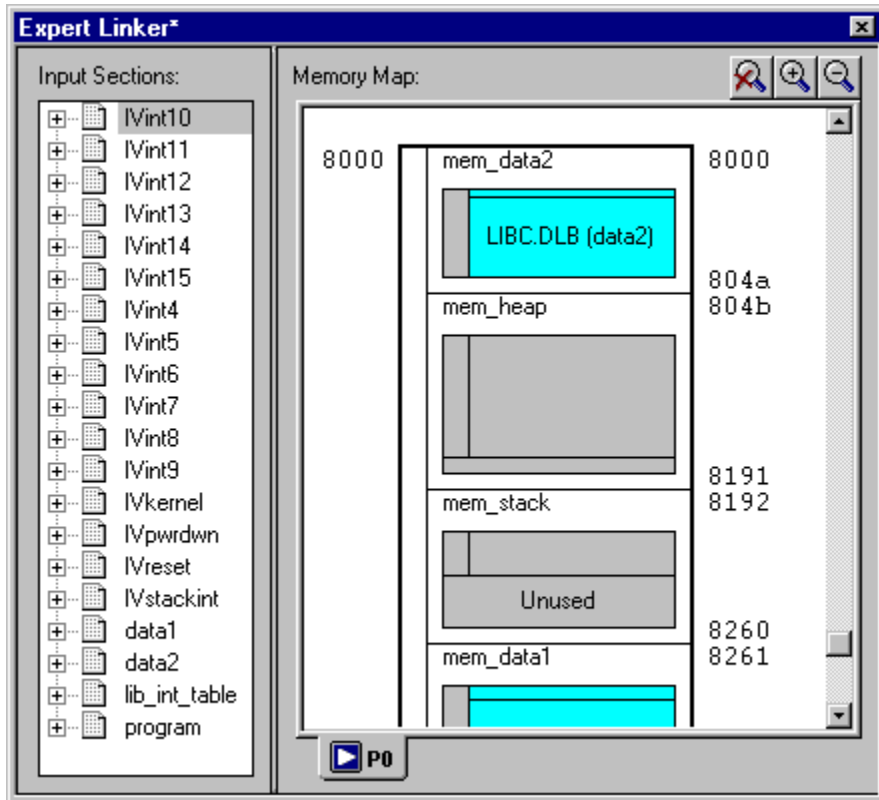 Expert Linker*
Input Sections:
IVint10
IVint11
IVint12
IVint13
IVint14
IVint15
IVint4
IVint5
IVint6
IVint7
IVint8
IVint9
IVkernel
IVpwrdwn
IVreset
IVstackint
data1
data2
lib_int_table
program
Memory Map:
8000 mem_data2 8000
LIBC.DLB (data2)
804a
mem_heap 804b
8191
mem_stack 8192
Unused
8260
mem_data1 8261
P0